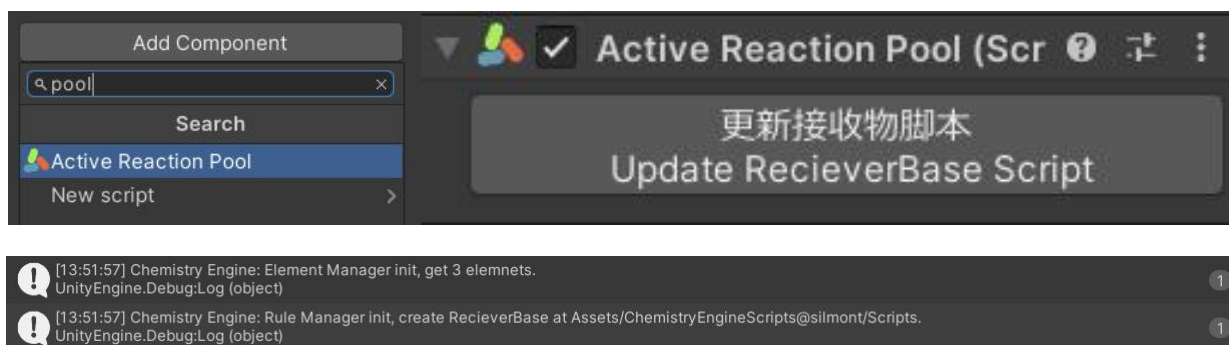 Add Component
pool
Search
Active Reaction Pool
New script
Active Reaction Pool (Scr
更新接收物脚本
Update RecieverBase Script
[13:51:57] Chemistry Engine: Element Manager init, get 3 elemnets.
UnityEngine.Debug:Log (object)
1
[13:51:57] Chemistry Engine: Rule Manager init, create RecieverBase at Assets/ChemistryEngineScripts@silmont/Scripts.
UnityEngine.Debug:Log (object)
1